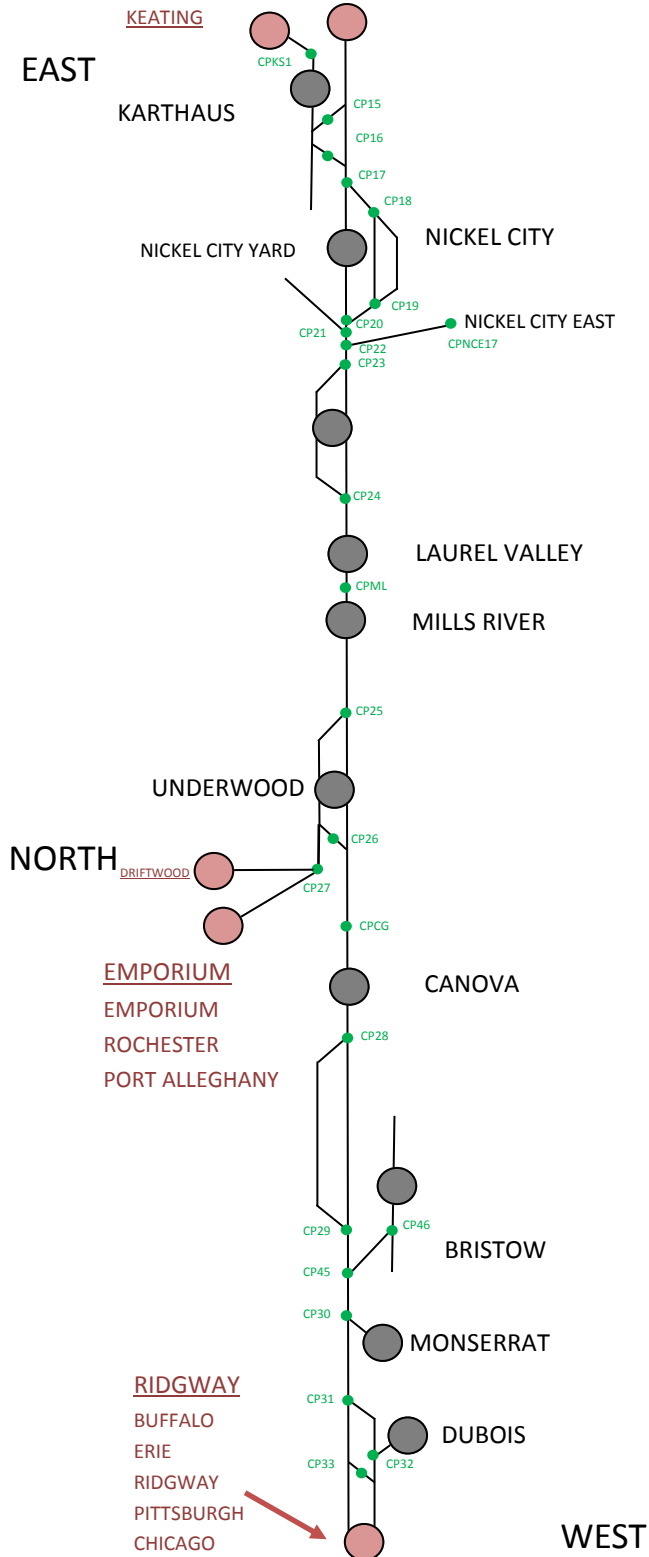 KEATING
CPKS1
EAST
KARTHAUS
CP15
CP16
CP17
CP18
NICKEL CITY
NICKEL CITY YARD
CP19
CP20
NICKEL CITY EAST
CP21
CP22
CPNCE17
CP23
CP24
LAUREL VALLEY
CPML
MILLS RIVER
CP25
UNDERWOOD
CP26
NORTH
DRIFTWOOD
CP27
CPCG
EMPORIUM
CANOVA
EMPORIUM
CP28
ROCHESTER
PORT ALLEGHANY
CP29
CP46
BRISTOW
CP45
CP30
MONSERRAT
RIDGWAY
CP31
BUFFALO
DUBOIS
ERIE
CP33
CP32
RIDGWAY
PITTSBURGH
CHICAGO
WEST